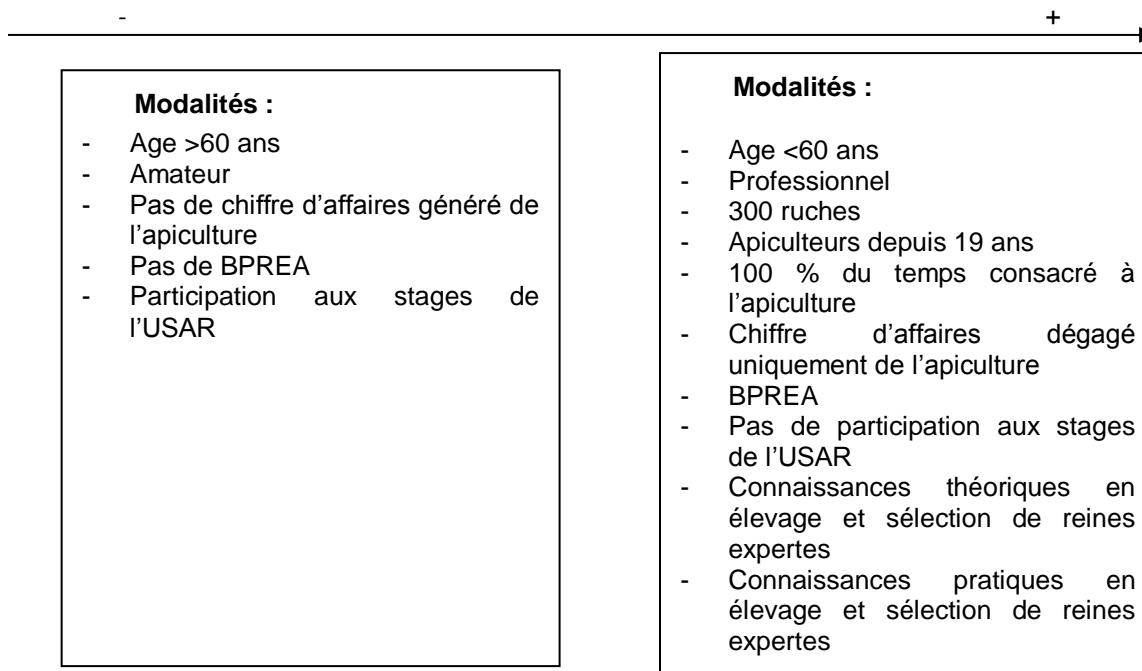 - +
Modalités :
- Age >60 ans
- Amateur
- Pas de chiffre d’affaires généré de
l’apiculture
- Pas de BPREA
- Participation aux stages de
l’USAR
Modalités :
- Age <60 ans
- Professionnel
- 300 ruches
- Apiculteurs depuis 19 ans
- 100 % du temps consacré à
l’apiculture
- Chiffre d’affaires dégagé
uniquement de l’apiculture
- BPREA
- Pas de participation aux stages
de l’USAR
- Connaissances théoriques en
élevage et sélection de reines
expertes
- Connaissances pratiques en
élevage et sélection de reines
expertes